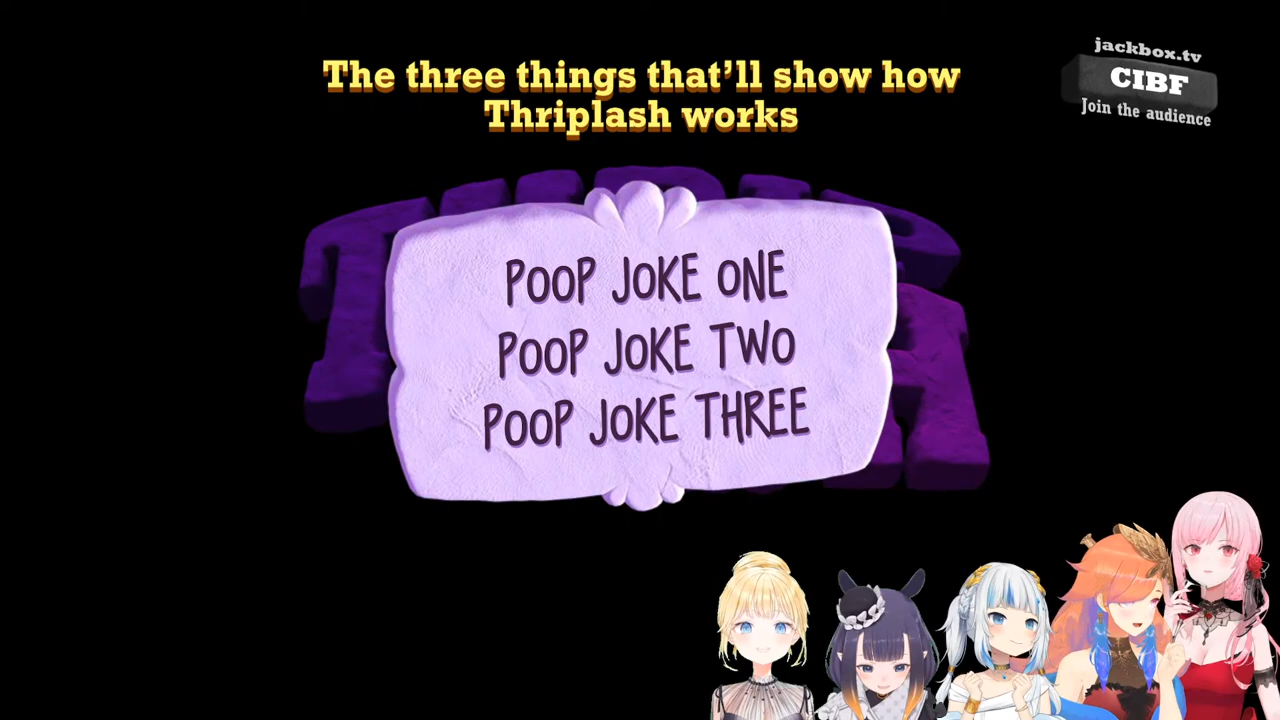 The three things that'll show how
Thriplash works
jackbox.tv
CIBF
Join the audience
POOP JOKE ONE
POOP JOKE TWO
POOP JOKE THREE